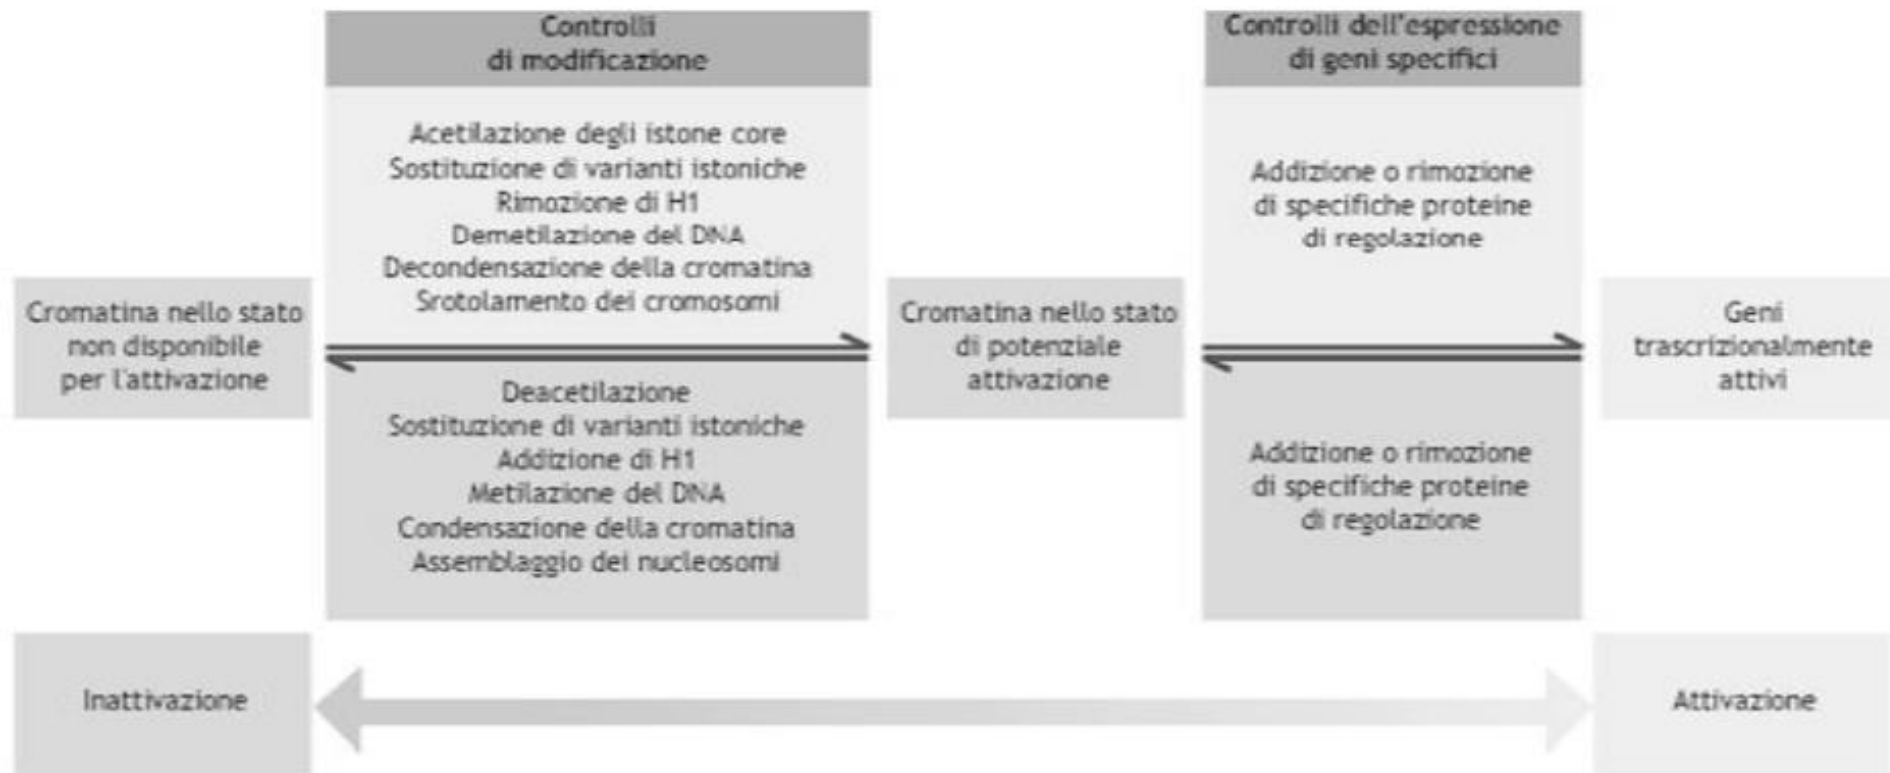 Controlli
di modificazione
Controlli dell'espressione
di geni specifici
Acetilazione degli istone core
Sostituzione di varianti istoniche
Rimozione di H1
Demetilazione del DNA
Decondensazione della cromatina
Srotolamento dei cromosomi
Addizione o rimozione
di specifiche proteine
di regolazione
Cromatina nello stato
non disponibile
per l'attivazione
Cromatina nello stato
di potenziale
attivazione
Geni
trascrizionalmente
attivi
Deacetilazione
Sostituzione di varianti istoniche
Addizione di H1
Metilazione del DNA
Condensazione della cromatina
Assemblaggio dei nucleosomi
Addizione o rimozione
di specifiche proteine
di regolazione
Inattivazione
Attivazione